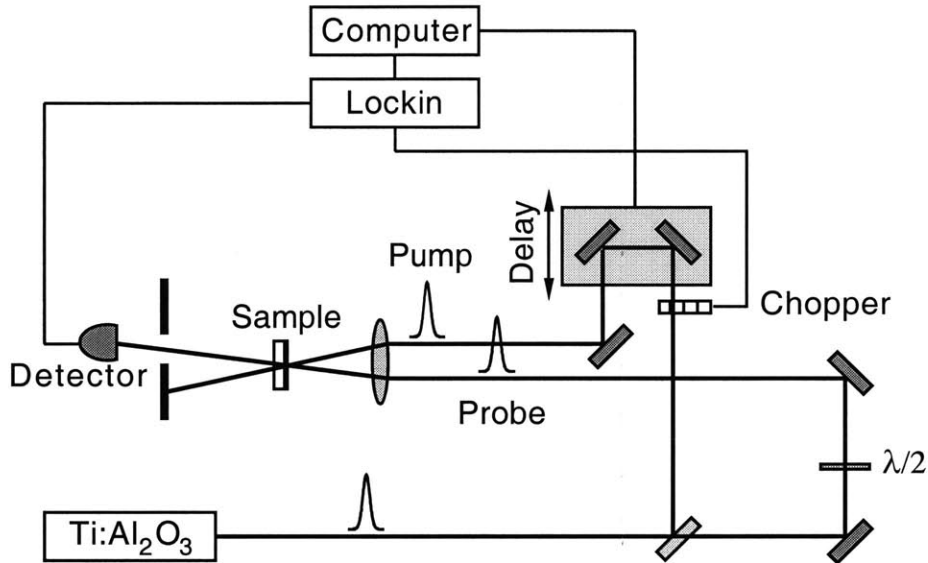 Computer
Lockin
Delay
Pump
Chopper
Sample
Detector
Probe
λ/2
Ti:Al₂O₃